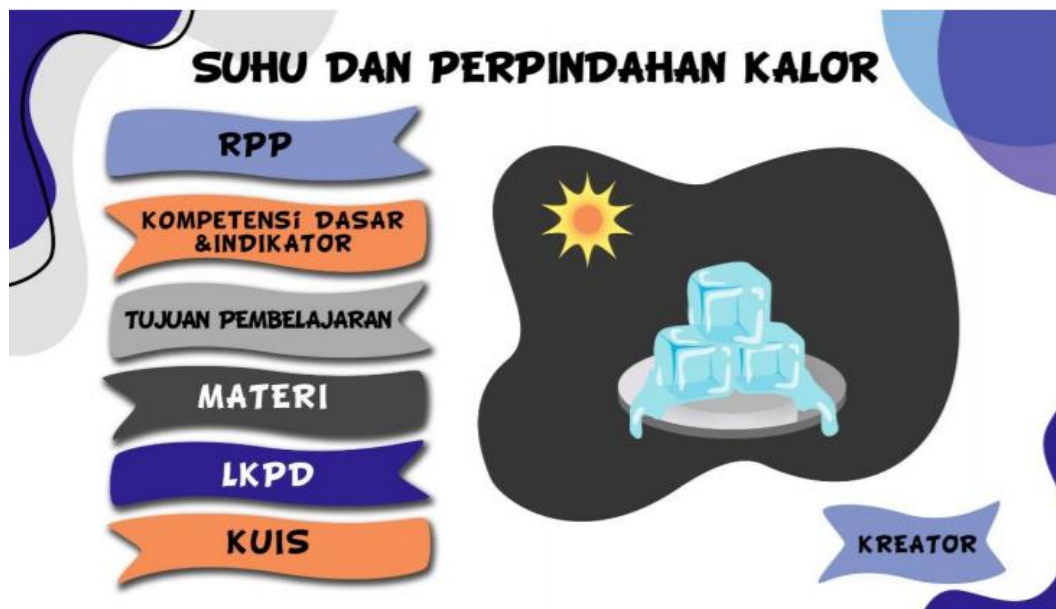 SUHU DAN PERPINDAHAN KALOR
RPP
KOMPETENSI DASAR
&INDIKATOR
TUJUAN PEMBELAJARAN
MATERI
LKPD
KUIS
KREATOR